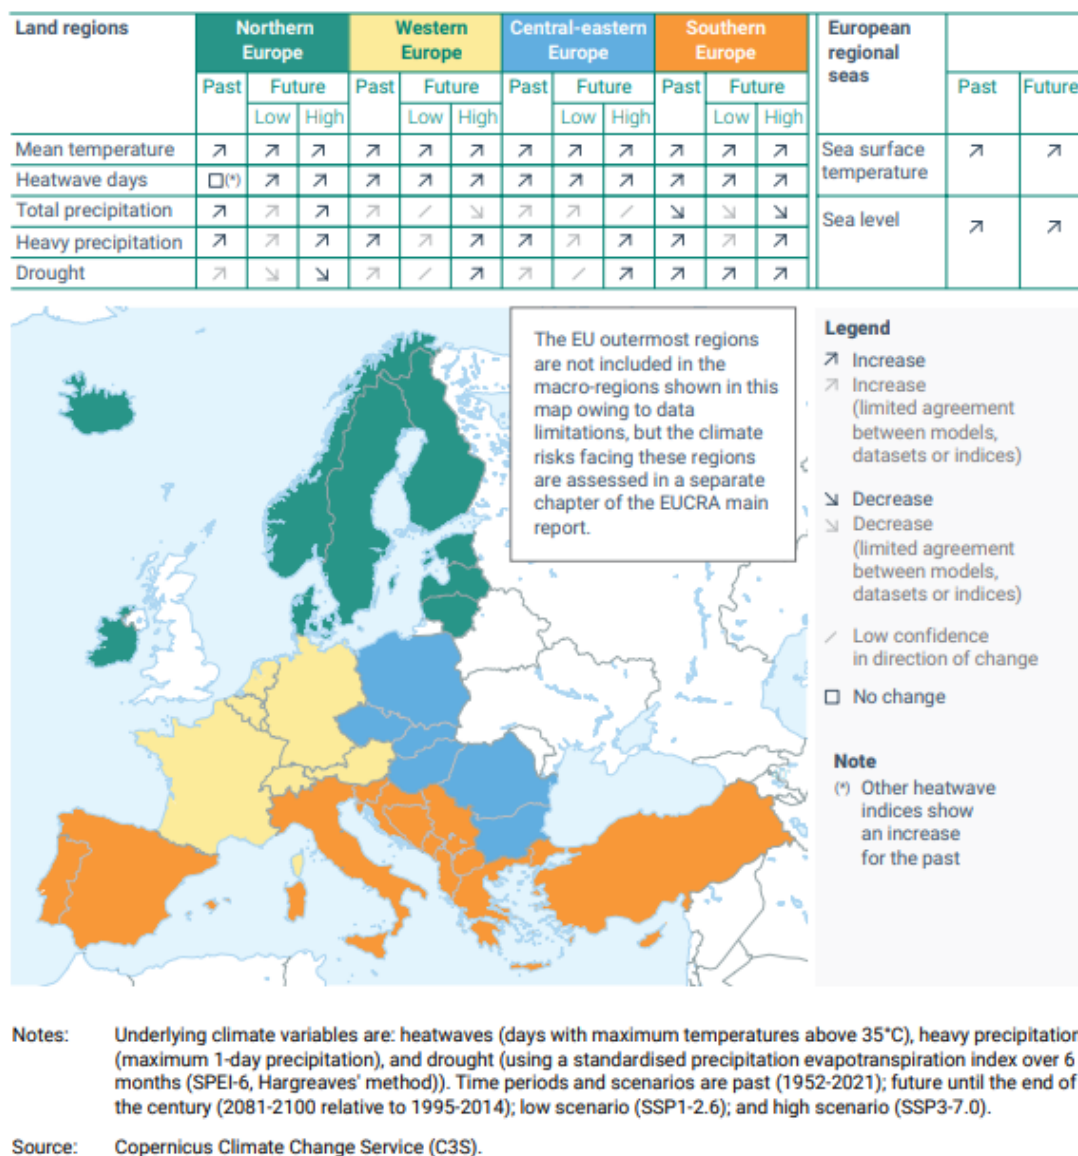 Land regions
Northern Europe
Western Europe
Central-eastern Europe
Southern Europe
European regional seas
Past Future Past Future Past Future Past Future Past Future
Low High Low High Low High Low High
Mean temperature ↗ ↗ ↗ ↗ ↗ ↗ ↗ ↗ ↗ ↗ ↗ ↗
Sea surface temperature ↗ ↗
Heatwave days □(*) ↗ ↗ ↗ ↗ ↗ ↗ ↗ ↗ ↗ ↗ ↗
Total precipitation ↗ ↗ ↗ ↗ ⁄ ↘ ↗ ↗ ⁄ ↘ ↘ ↘
Sea level ↗ ↗
Heavy precipitation ↗ ↗ ↗ ↗ ↗ ↗ ↗ ↗ ↗ ↗ ↗ ↗
Drought ↗ ↘ ↘ ↗ ⁄ ↗ ↗ ⁄ ↗ ↗ ↗ ↗
The EU outermost regions
are not included in the
macro-regions shown in this
map owing to data
limitations, but the climate
risks facing these regions
are assessed in a separate
chapter of the EUCRA main
report.
Legend
↗ Increase
↗ Increase
(limited agreement
between models,
datasets or indices)
↘ Decrease
↘ Decrease
(limited agreement
between models,
datasets or indices)
⁄ Low confidence
in direction of change
□ No change
Note
(*) Other heatwave
indices show
an increase
for the past
Notes: Underlying climate variables are: heatwaves (days with maximum temperatures above 35°C), heavy precipitation
(maximum 1-day precipitation), and drought (using a standardised precipitation evapotranspiration index over 6
months (SPEI-6, Hargreaves' method)). Time periods and scenarios are past (1952-2021); future until the end of
the century (2081-2100 relative to 1995-2014); low scenario (SSP1-2.6); and high scenario (SSP3-7.0).
Source: Copernicus Climate Change Service (C3S).